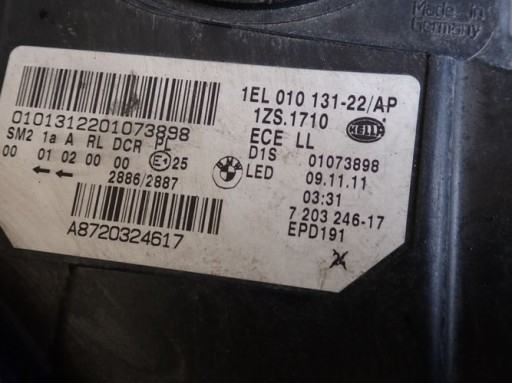 Made in
Germany
1EL 010 131-22/AP
1ZS.1710
HELLA
0101312201073898
ECE LL
SM2 1a A RL DCR PL
D1S 01073898
00 01 02 00 00 E1 25
BMW
LED 09.11.11
2886/2887
03:31
7 203 246-17
A8720324617
EPD191